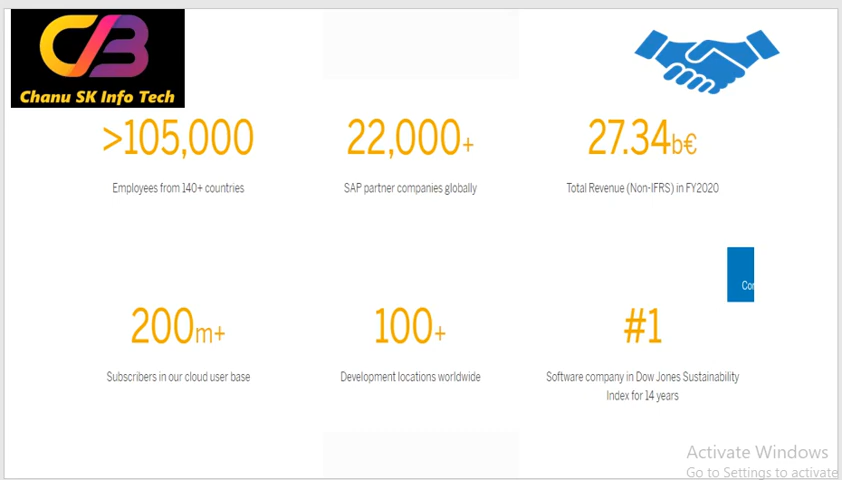 CB
Chanu SK Info Tech
>105,000
Employees from 140+ countries
22,000+
SAP partner companies globally
27.34b€
Total Revenue (Non-IFRS) in FY2020
200m+
Subscribers in our cloud user base
100+
Development locations worldwide
#1
Software company in Dow Jones Sustainability
Index for 14 years
Activate Windows
Go to Settings to activate